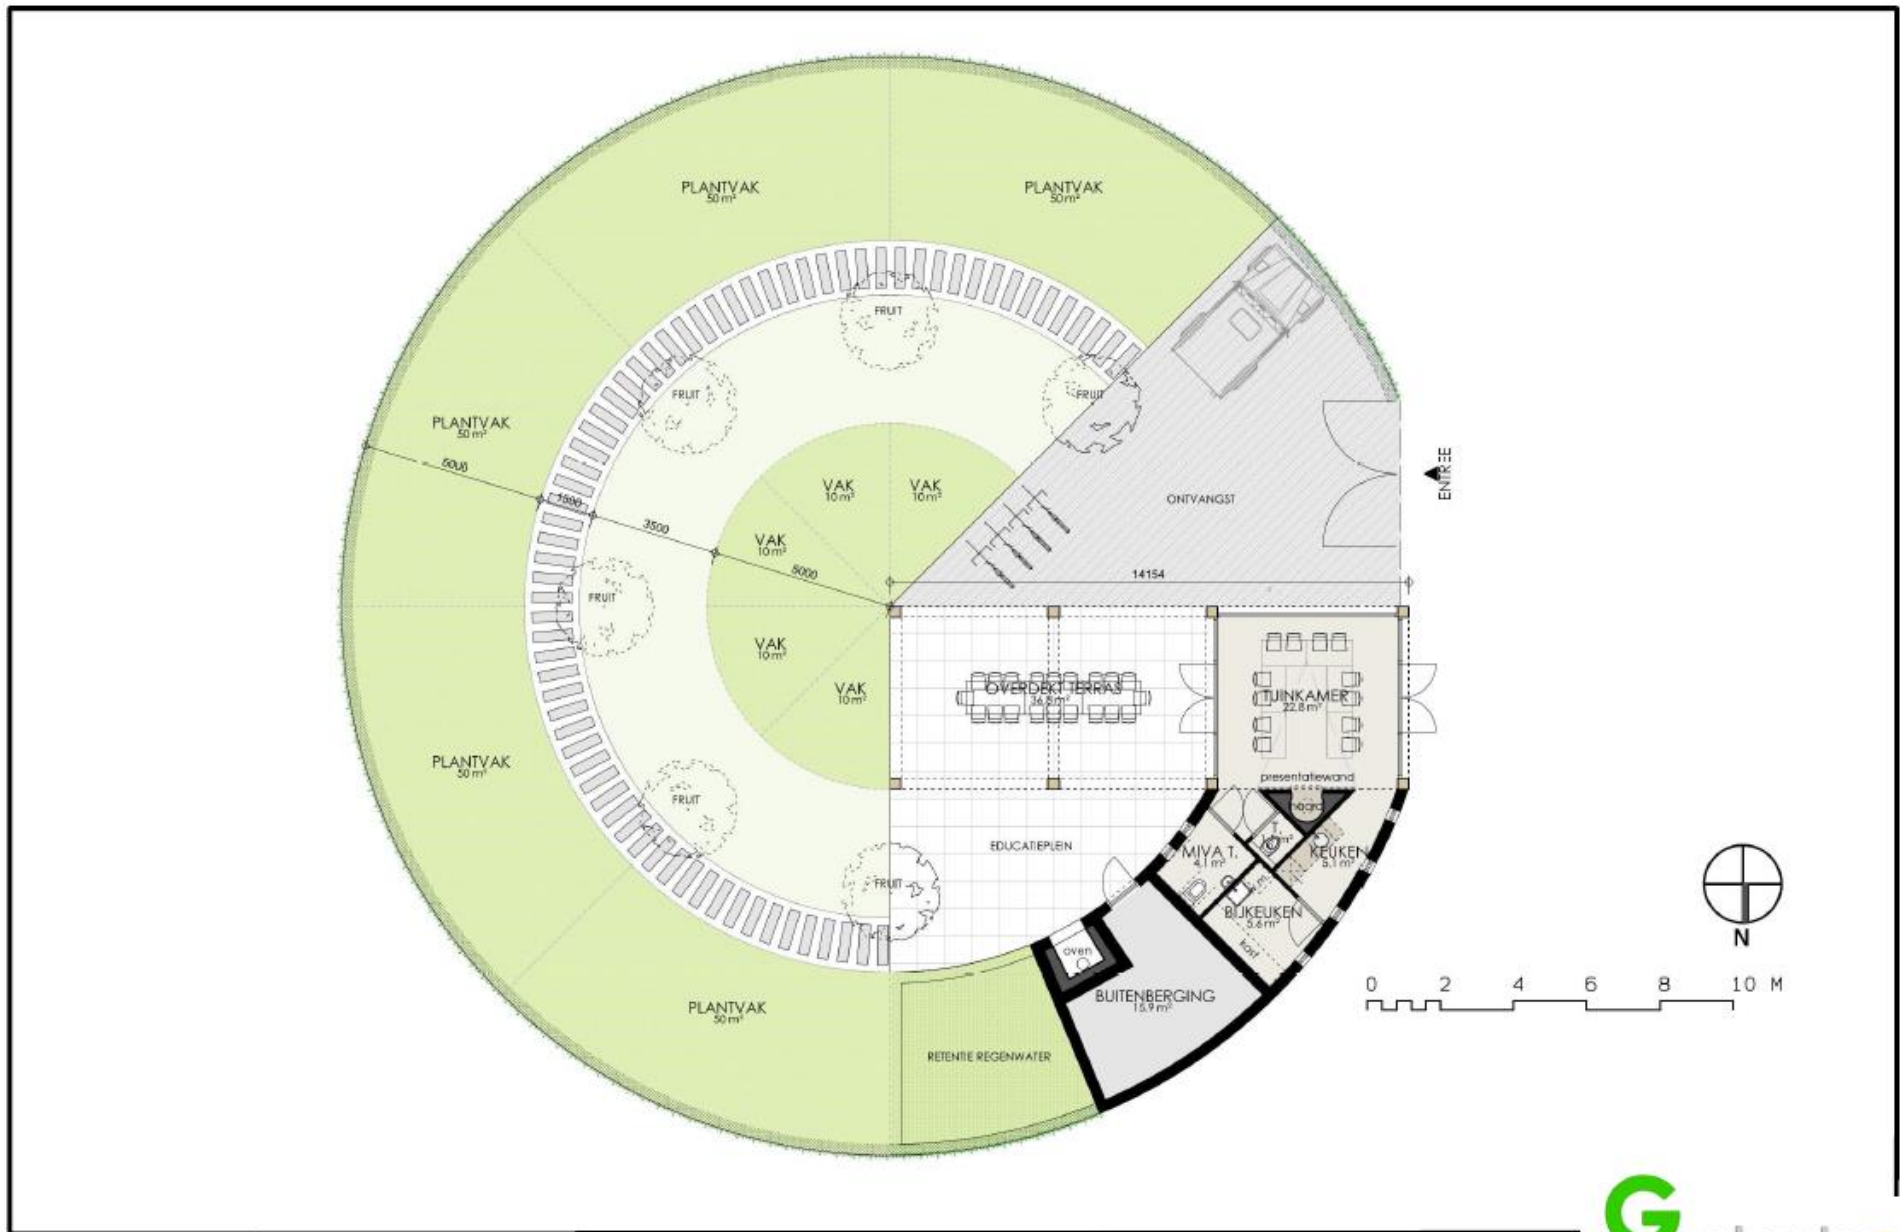 PLANTVAK
50 m²
PLANTVAK
50 m²
FRUIT
FRUIT
FRUIT
PLANTVAK
50 m²
5000
1500
3500
5000
VAK
10 m²
VAK
10 m²
VAK
10 m²
ONTVANGST
ENTREE
14154
FRUIT
VAK
10 m²
VAK
10 m²
OVERDEKT TERRAS
TUINKAMER
22,8 m²
presentatiewand
PLANTVAK
50 m²
FRUIT
haard
EDUCATIEPLEIN
MIVA T.
4,1 m²
T.
KEUKEN
5,1 m²
FRUIT
BIJKEUKEN
5,6 m²
kast
oven
BUITENBERGING
15,9 m²
PLANTVAK
50 m²
RETENTIE REGENWATER
N
0 2 4 6 8 10 M
G